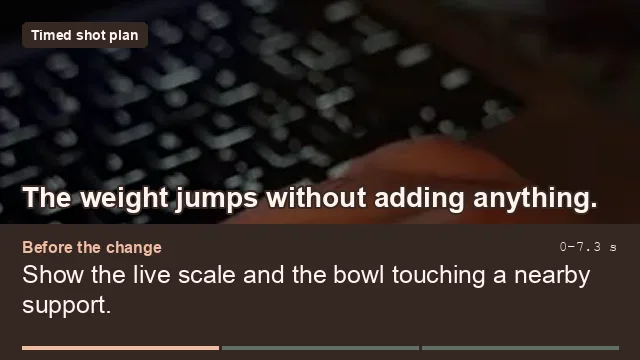 Timed shot plan
The weight jumps without adding anything.
Before the change
0–7.3 s
Show the live scale and the bowl touching a nearby
support.